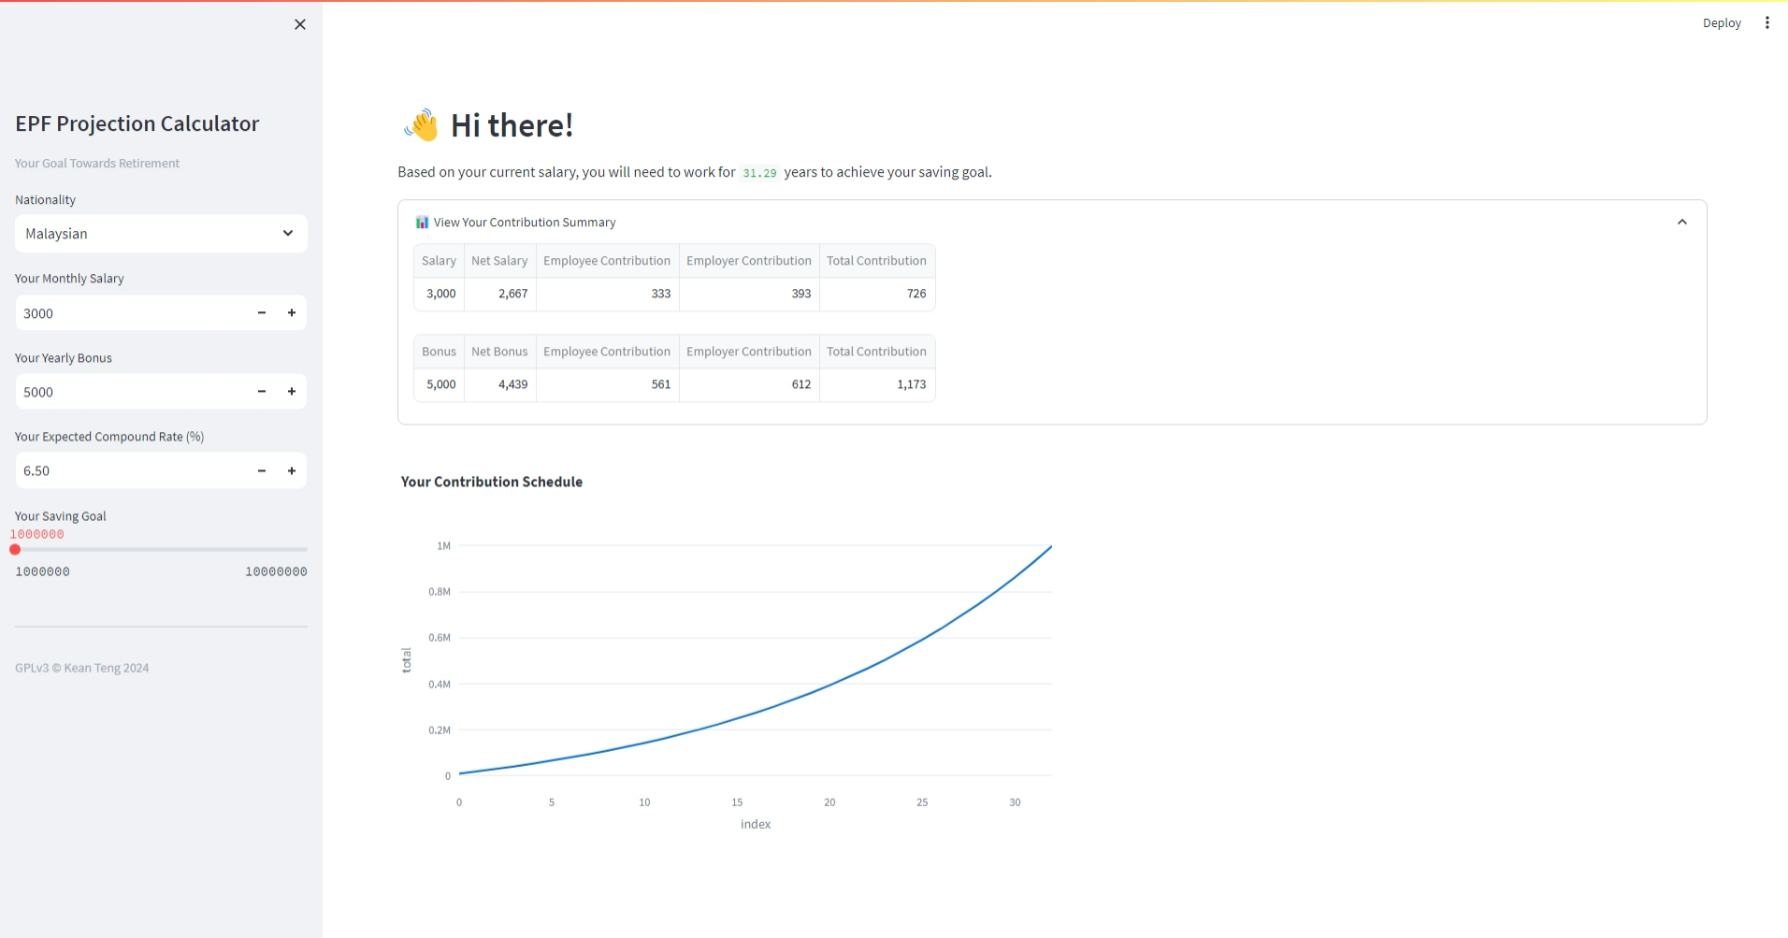 Deploy
EPF Projection Calculator
Your Goal Towards Retirement
Nationality
Malaysian
Your Monthly Salary
3000
Your Yearly Bonus
5000
Your Expected Compound Rate (%)
6.50
Your Saving Goal
1000000
1000000 10000000
GPLv3 © Kean Teng 2024
👋 Hi there!
Based on your current salary, you will need to work for 31.29 years to achieve your saving goal.
📊 View Your Contribution Summary
Salary Net Salary Employee Contribution Employer Contribution Total Contribution
3,000 2,667 333 393 726
Bonus Net Bonus Employee Contribution Employer Contribution Total Contribution
5,000 4,439 561 612 1,173
Your Contribution Schedule
1M
0.8M
0.6M
0.4M
0.2M
0
total
0 5 10 15 20 25 30
index